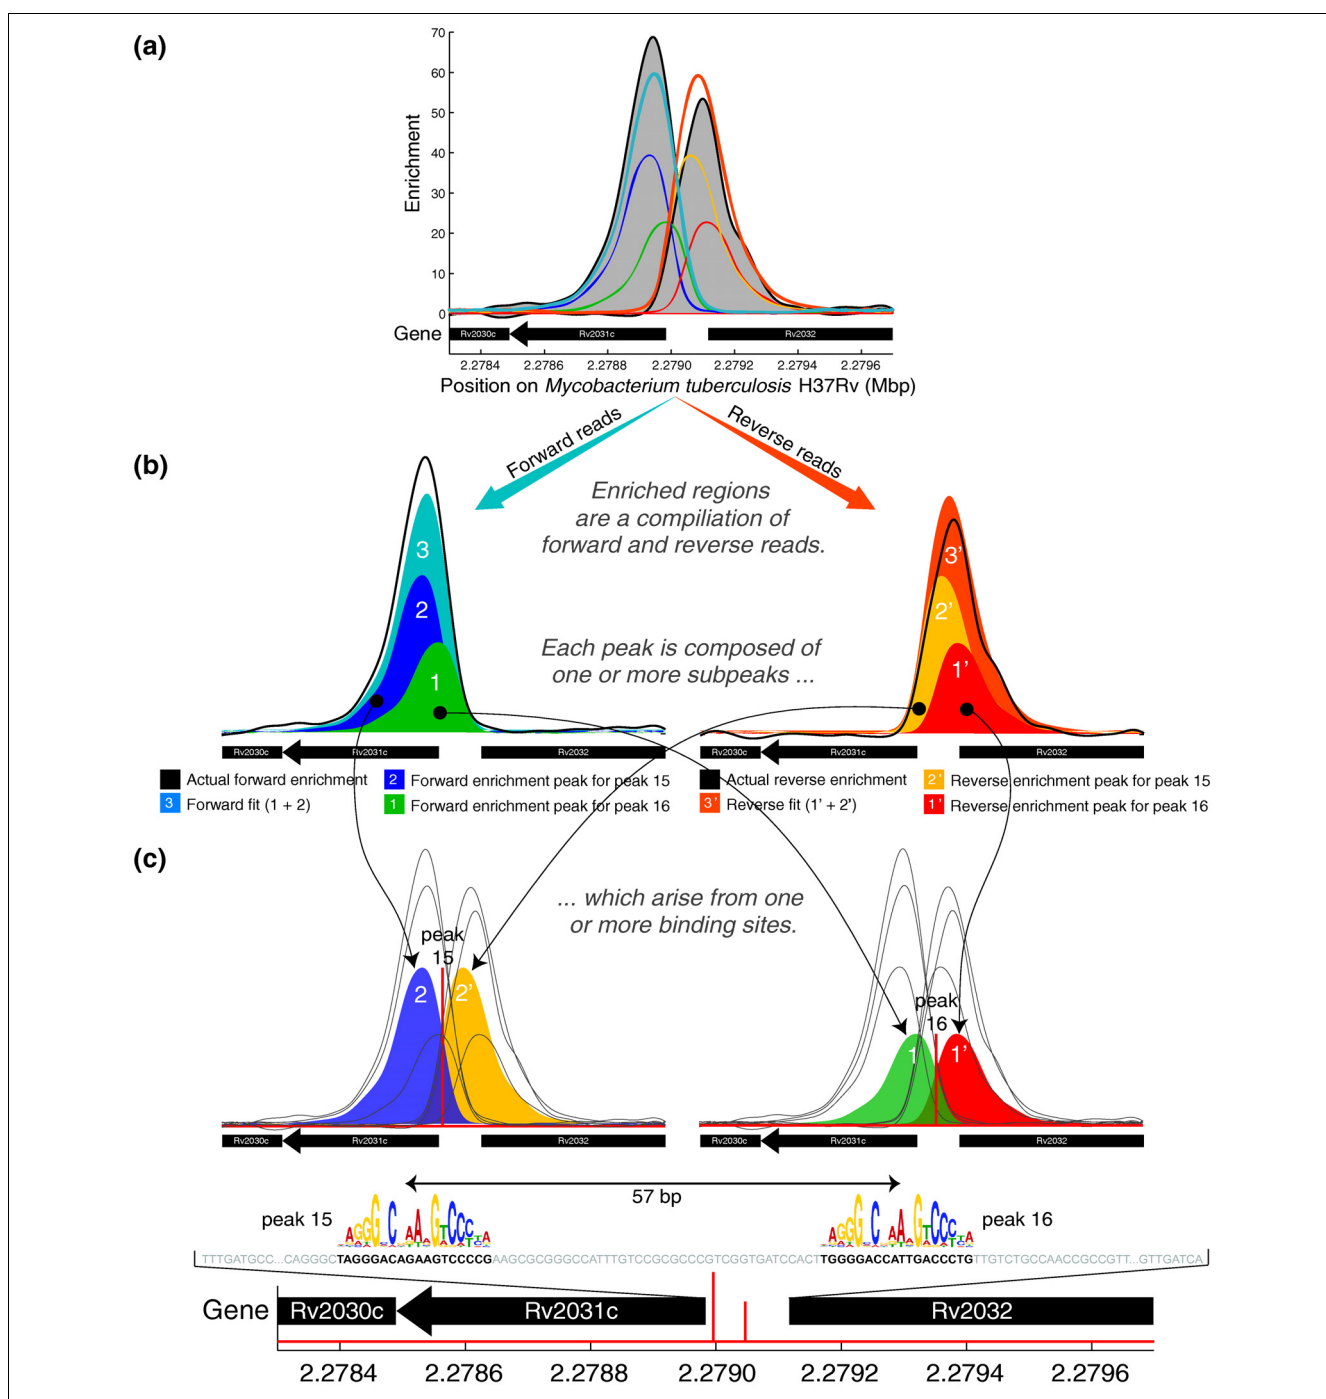 (a)
70
60
50
40
30
20
10
0
Enrichment
Gene
Rv2030c
Rv2031c
Rv2032
2.2784 2.2786 2.2788 2.2790 2.2792 2.2794 2.2796
Position on Mycobacterium tuberculosis H37Rv (Mbp)
Forward reads
Reverse reads
(b)
Enriched regions
are a compiliation of
forward and reverse reads.
3
2
1
3'
2'
1'
Each peak is composed of
one or more subpeaks ...
Rv2030c Rv2031c Rv2032
Rv2030c Rv2031c Rv2032
Actual forward enrichment
3 Forward fit (1 + 2)
2 Forward enrichment peak for peak 15
1 Forward enrichment peak for peak 16
Actual reverse enrichment
3' Reverse fit (1' + 2')
2' Reverse enrichment peak for peak 15
1' Reverse enrichment peak for peak 16
(c)
... which arise from one
or more binding sites.
peak
15
2 2'
peak
16
1 1'
Rv2030c Rv2031c Rv2032
Rv2030c Rv2031c Rv2032
57 bp
peak 15
peak 16
TTTGATGCC...CAGGGCTAGGGACAGAAGTCCCCGAAGCGCGGGCCATTTGTCCGCGCCCGTCGGTGATCCACTTGGGGACCATTGACCCTGTTGTCTGCCAACCGCCGTT...GTTGATCA
Gene
Rv2030c
Rv2031c
Rv2032
2.2784 2.2786 2.2788 2.2790 2.2792 2.2794 2.2796